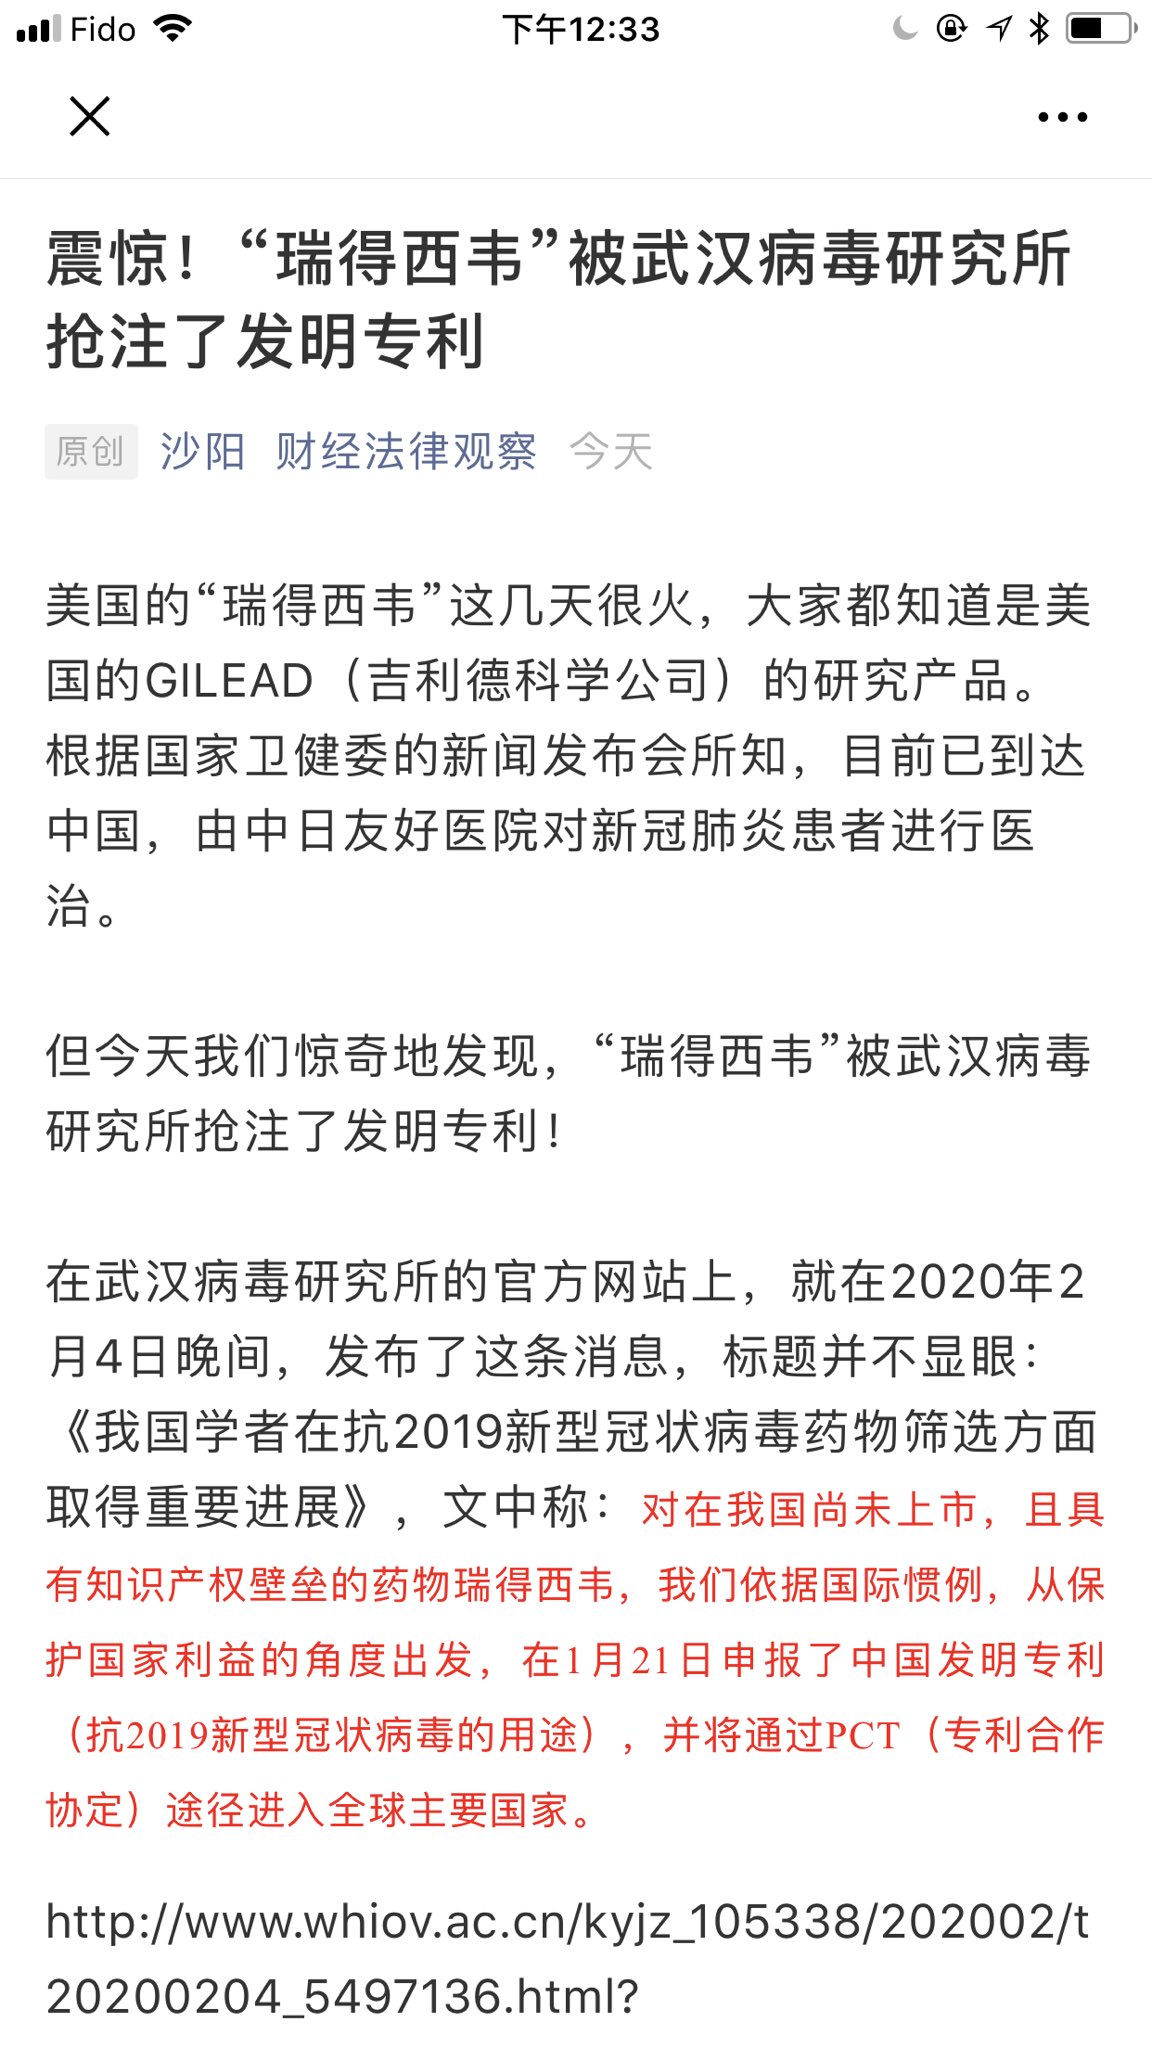 Fido 下午12:33
震惊！“瑞得西韦”被武汉病毒研究所
抢注了发明专利
原创 沙阳 财经法律观察 今天
美国的“瑞得西韦”这几天很火，大家都知道是美
国的GILEAD（吉利德科学公司）的研究产品。
根据国家卫健委的新闻发布会所知，目前已到达
中国，由中日友好医院对新冠肺炎患者进行医
治。
但今天我们惊奇地发现，“瑞得西韦”被武汉病毒
研究所抢注了发明专利！
在武汉病毒研究所的官方网站上，就在2020年2
月4日晚间，发布了这条消息，标题并不显眼：
《我国学者在抗2019新型冠状病毒药物筛选方面
取得重要进展》，文中称：对在我国尚未上市，且具
有知识产权壁垒的药物瑞得西韦，我们依据国际惯例，从保
护国家利益的角度出发，在1月21日申报了中国发明专利
（抗2019新型冠状病毒的用途），并将通过PCT（专利合作
协定）途径进入全球主要国家。
http://www.whiov.ac.cn/kyjz_105338/202002/t
20200204_5497136.html?